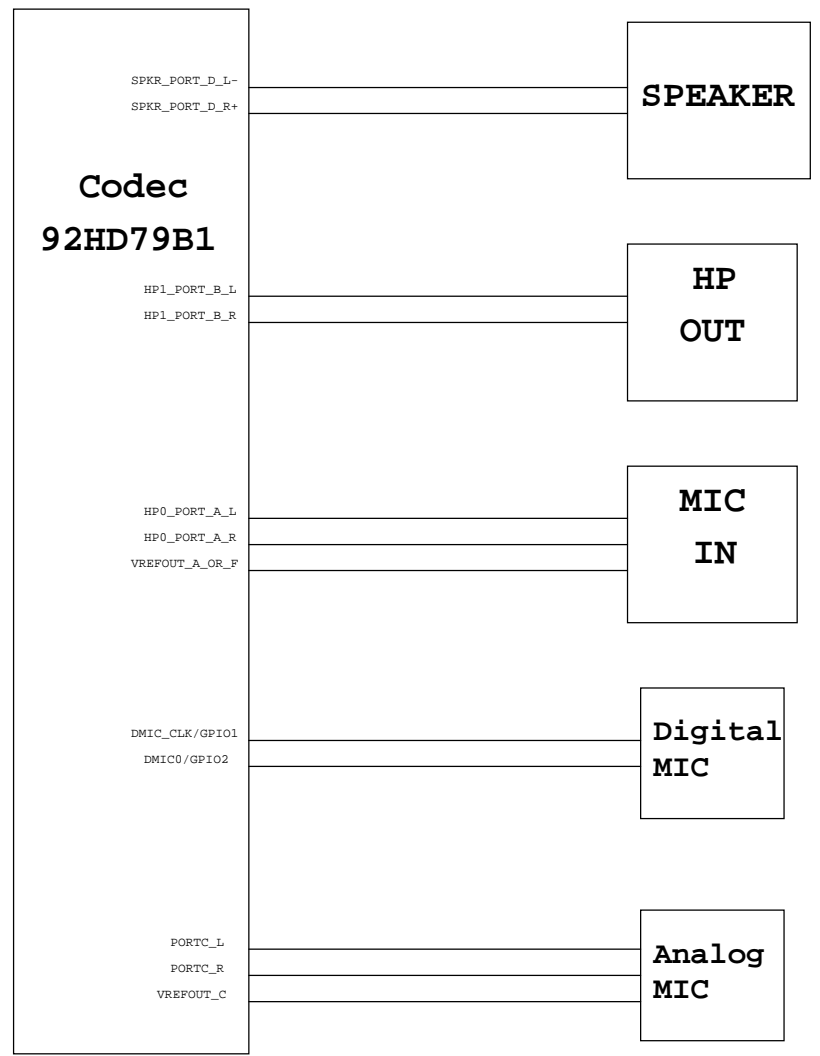 SPKR_PORT_D_L-
SPKR_PORT_D_R+
SPEAKER
Codec
92HD79B1
HP1_PORT_B_L
HP1_PORT_B_R
HP
OUT
HP0_PORT_A_L
HP0_PORT_A_R
VREFOUT_A_OR_F
MIC
IN
DMIC_CLK/GPIO1
DMIC0/GPIO2
Digital
MIC
PORTC_L
PORTC_R
VREFOUT_C
Analog
MIC